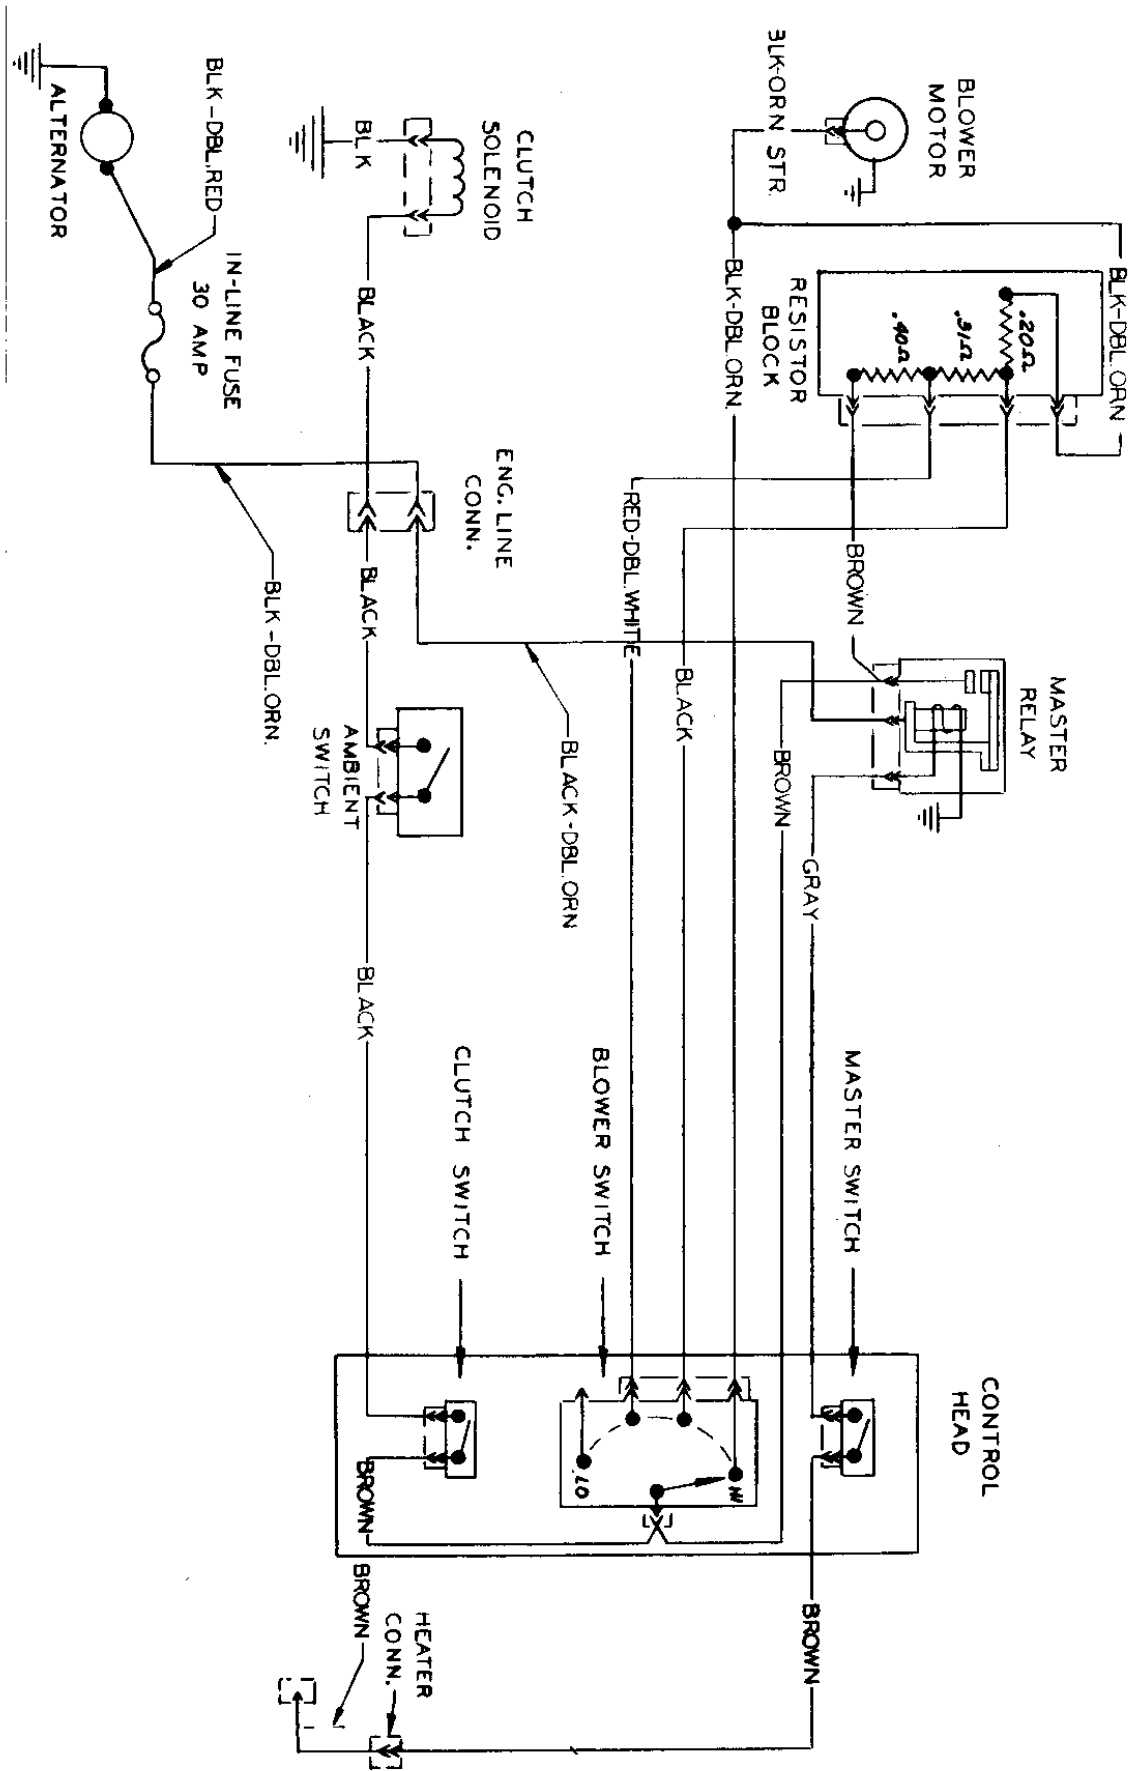 BLOWER
MOTOR
BLK-ORN STR.
BLK-DBL.ORN
BLK-DBL.ORN.
RESISTOR
BLOCK
.20Ω
.31Ω
.40Ω
CLUTCH
SOLENOID
BLK
BLACK
ALTERNATOR
BLK-DBL.RED
IN-LINE FUSE
30 AMP
ENG. LINE
CONN.
BLK-DBL.ORN.
BLACK
RED-DBL.WHITE
BROWN
BLACK
MASTER
RELAY
BROWN
GRAY
BLACK-DBL.ORN
AMBIENT
SWITCH
BLACK
MASTER SWITCH
BLOWER SWITCH
CLUTCH SWITCH
CONTROL
HEAD
HI
LO
BROWN
BROWN
HEATER
CONN.
BROWN